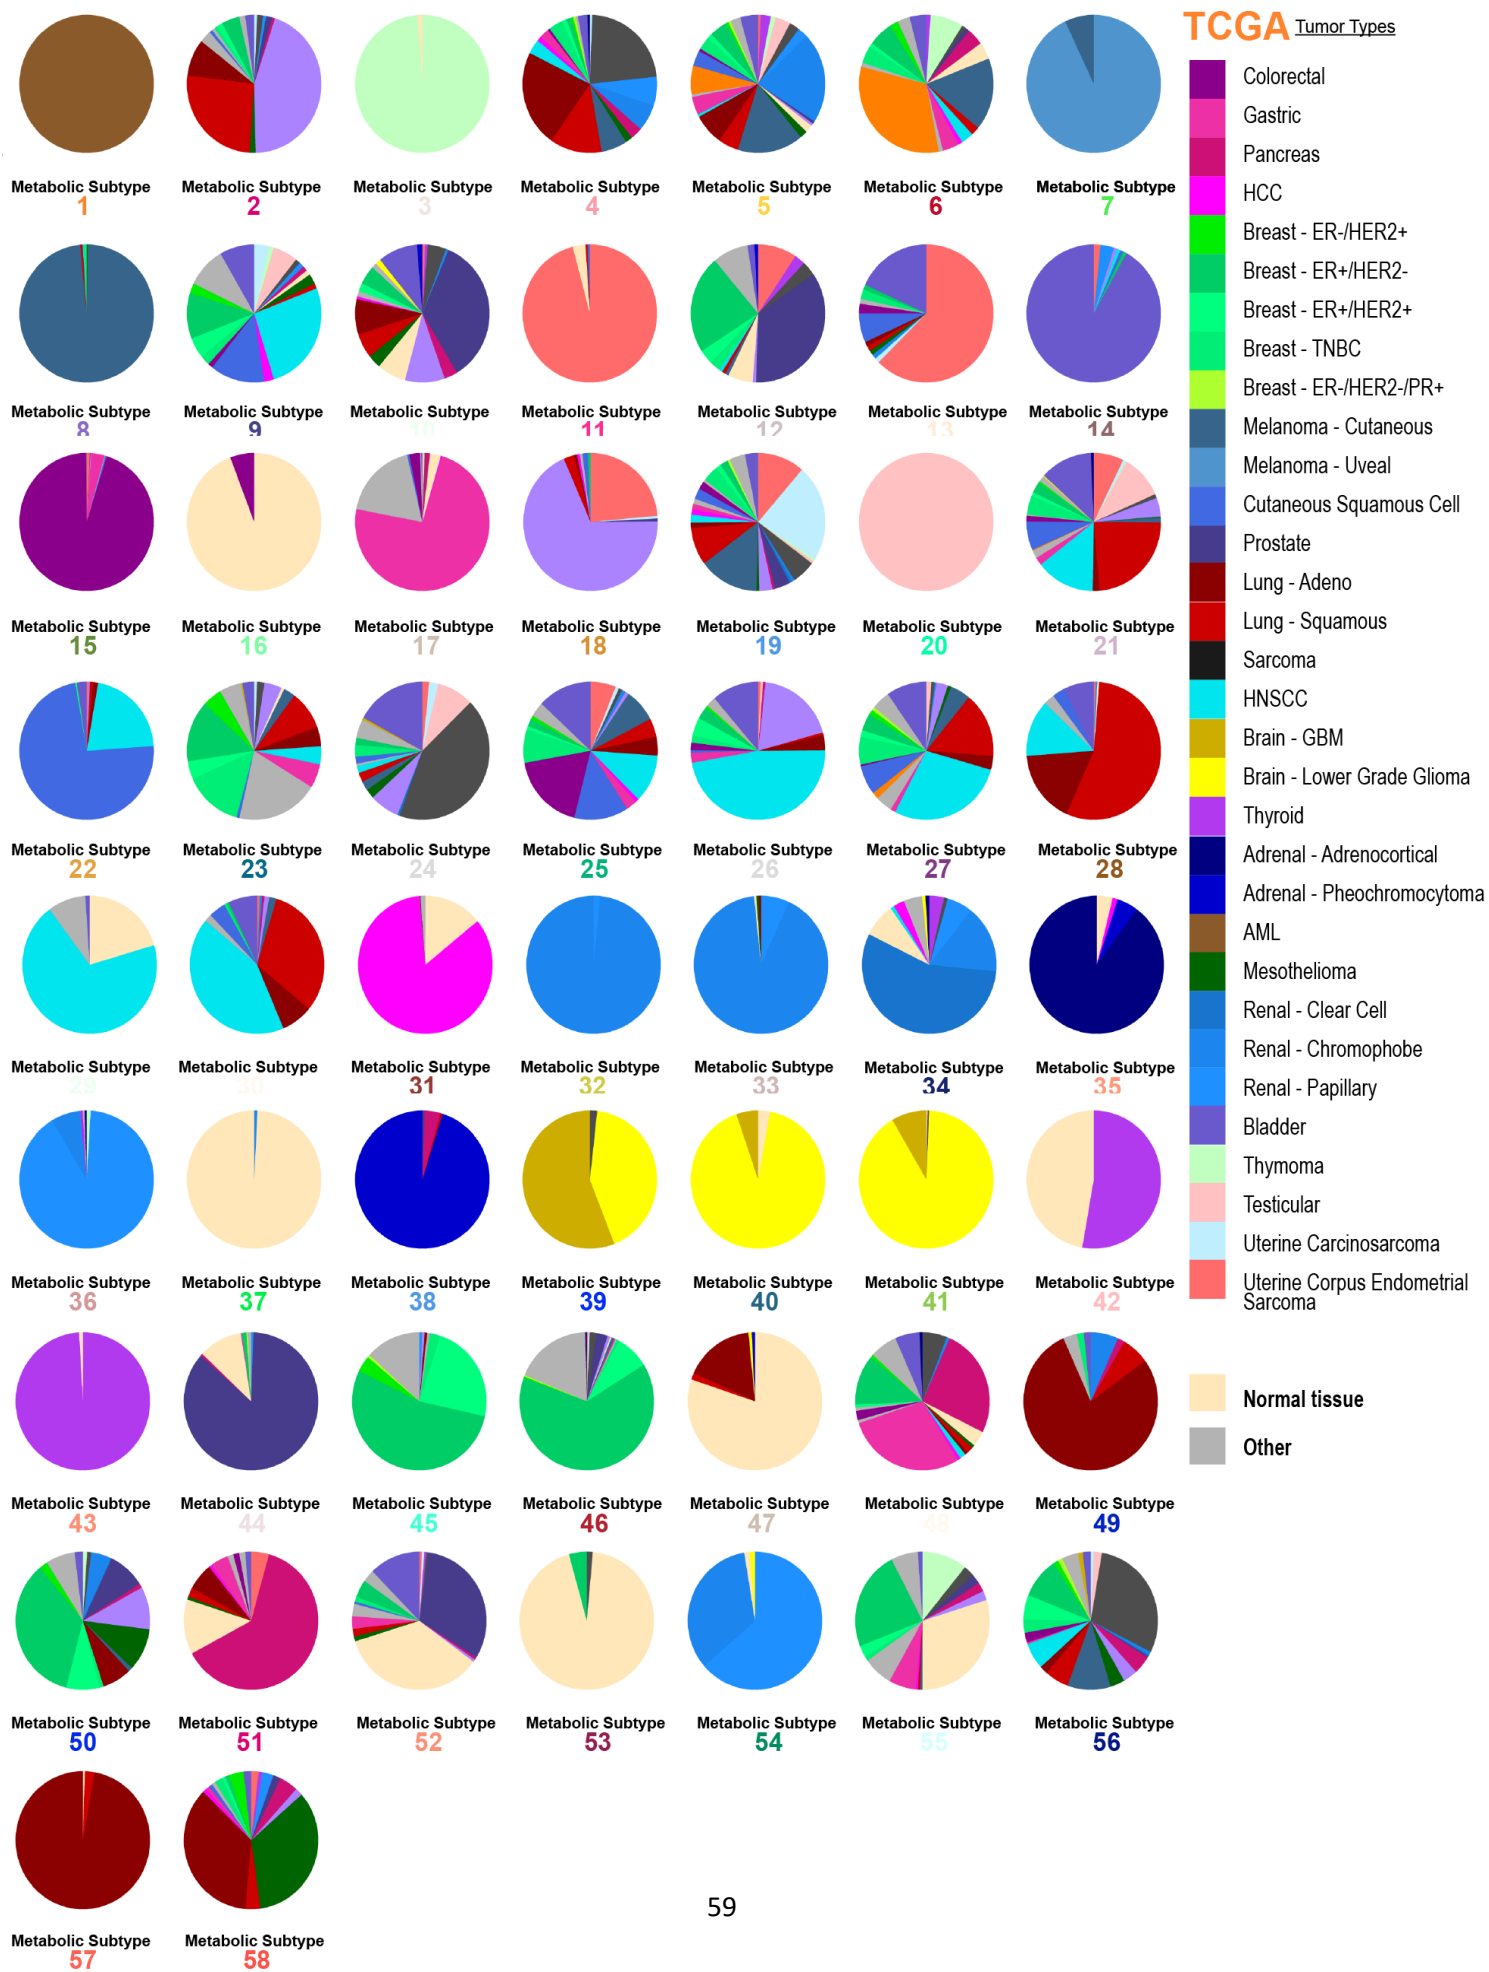 TCGA Tumor Types
Colorectal
Gastric
Pancreas
HCC
Breast - ER-/HER2+
Breast - ER+/HER2-
Breast - ER+/HER2+
Breast - TNBC
Breast - ER-/HER2-/PR+
Melanoma - Cutaneous
Melanoma - Uveal
Cutaneous Squamous Cell
Prostate
Lung - Adeno
Lung - Squamous
Sarcoma
HNSCC
Brain - GBM
Brain - Lower Grade Glioma
Thyroid
Adrenal - Adrenocortical
Adrenal - Pheochromocytoma
AML
Mesothelioma
Renal - Clear Cell
Renal - Chromophobe
Renal - Papillary
Bladder
Thymoma
Testicular
Uterine Carcinosarcoma
Uterine Corpus Endometrial
Sarcoma
Normal tissue
Other
Metabolic Subtype Metabolic Subtype Metabolic Subtype Metabolic Subtype Metabolic Subtype Metabolic Subtype Metabolic Subtype
1 2 3 4 5 6 7
Metabolic Subtype Metabolic Subtype Metabolic Subtype Metabolic Subtype Metabolic Subtype Metabolic Subtype Metabolic Subtype
8 9 10 11 12 13 14
Metabolic Subtype Metabolic Subtype Metabolic Subtype Metabolic Subtype Metabolic Subtype Metabolic Subtype Metabolic Subtype
15 16 17 18 19 20 21
Metabolic Subtype Metabolic Subtype Metabolic Subtype Metabolic Subtype Metabolic Subtype Metabolic Subtype Metabolic Subtype
22 23 24 25 26 27 28
Metabolic Subtype Metabolic Subtype Metabolic Subtype Metabolic Subtype Metabolic Subtype Metabolic Subtype Metabolic Subtype
29 30 31 32 33 34 35
Metabolic Subtype Metabolic Subtype Metabolic Subtype Metabolic Subtype Metabolic Subtype Metabolic Subtype Metabolic Subtype
36 37 38 39 40 41 42
Metabolic Subtype Metabolic Subtype Metabolic Subtype Metabolic Subtype Metabolic Subtype Metabolic Subtype Metabolic Subtype
43 44 45 46 47 48 49
Metabolic Subtype Metabolic Subtype Metabolic Subtype Metabolic Subtype Metabolic Subtype Metabolic Subtype Metabolic Subtype
50 51 52 53 54 55 56
Metabolic Subtype Metabolic Subtype
57 58
59